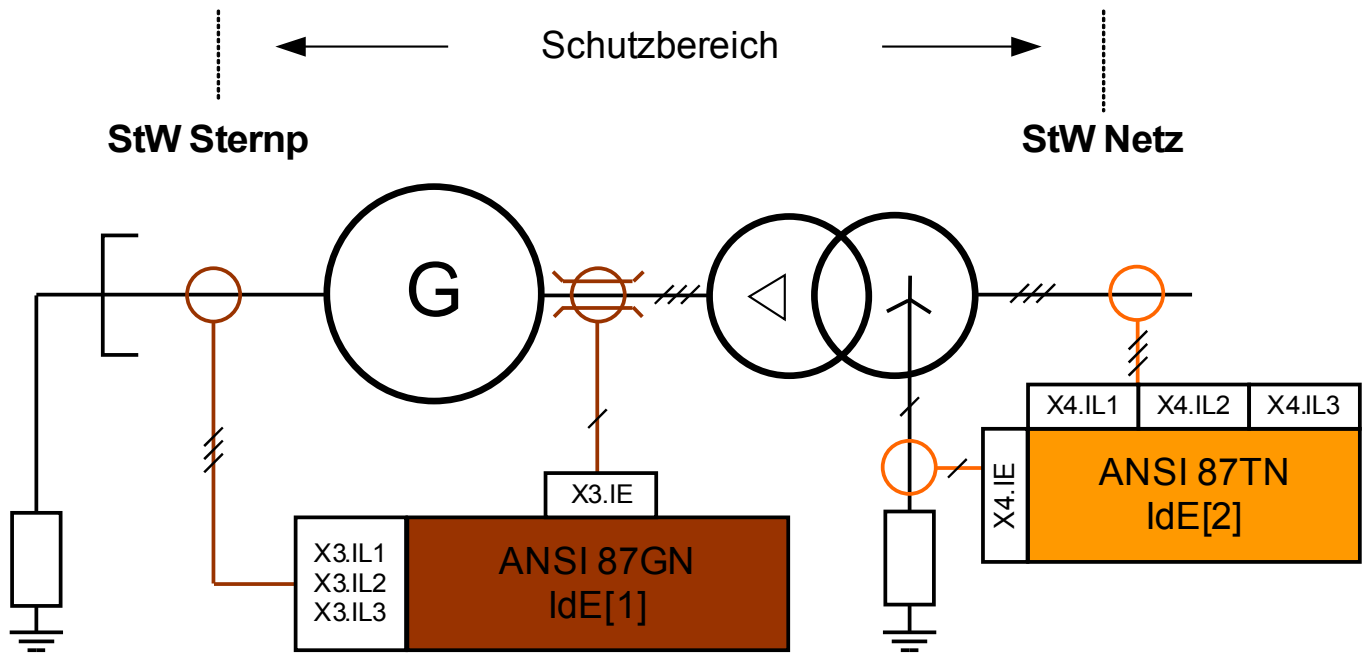 Schutzbereich
StW Sternp
StW Netz
G
X4.IL1
X4.IL2
X4.IL3
X4.IE
ANSI 87TN
IdE[2]
X3.IE
X3.IL1
X3.IL2
X3.IL3
ANSI 87GN
IdE[1]